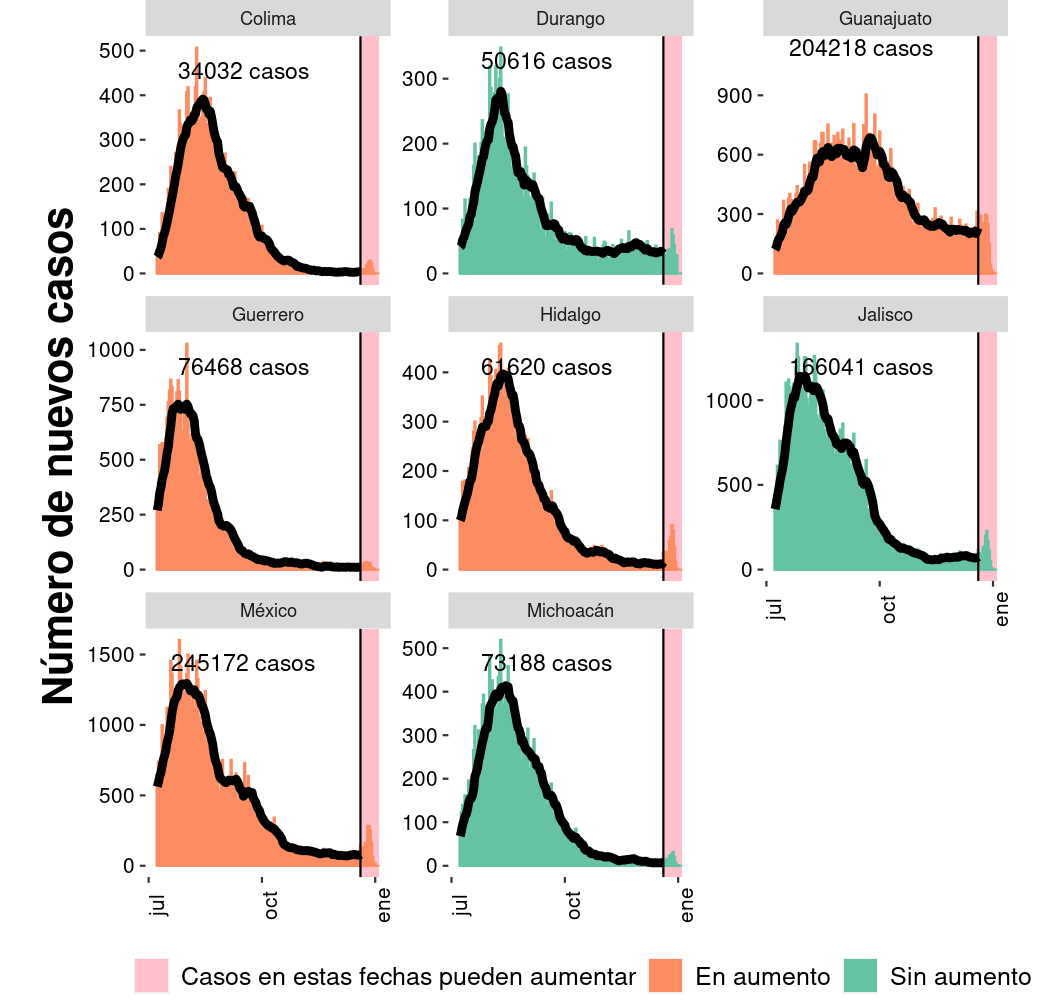 Número de nuevos casos
Colima
34032 casos
500
400
300
200
100
0
Durango
50616 casos
300
200
100
0
Guanajuato
204218 casos
900
600
300
0
Guerrero
76468 casos
1000
750
500
250
0
Hidalgo
61620 casos
400
300
200
100
0
Jalisco
166041 casos
1000
500
0
jul
oct
ene
México
245172 casos
1500
1000
500
0
jul
oct
ene
Michoacán
73188 casos
500
400
300
200
100
0
jul
oct
ene
Casos en estas fechas pueden aumentar
En aumento
Sin aumento